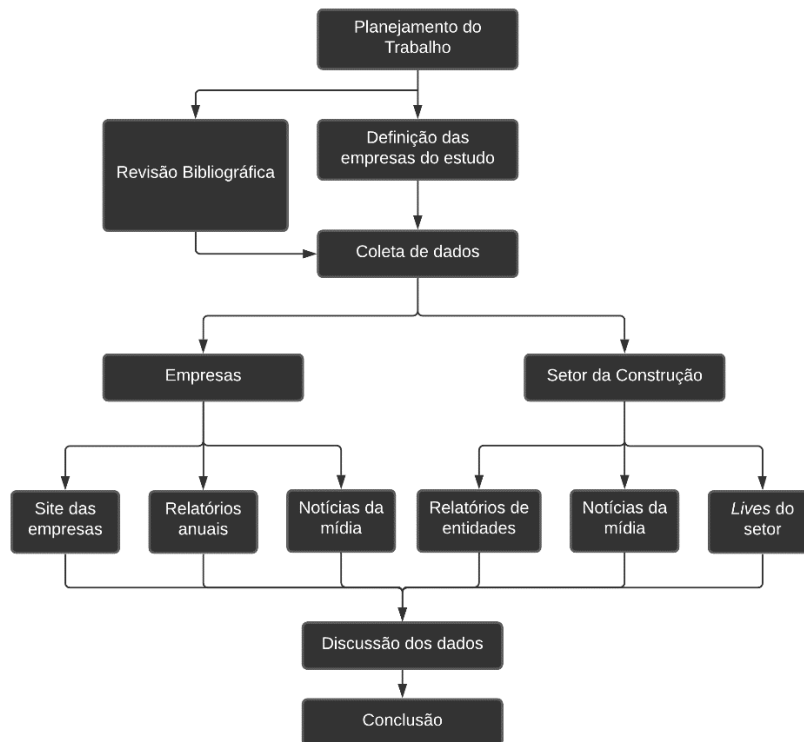 Planejamento do
Trabalho
Revisão Bibliográfica
Definição das
empresas do estudo
Coleta de dados
Empresas
Setor da Construção
Site das
empresas
Relatórios
anuais
Notícias da
mídia
Relatórios de
entidades
Notícias da
mídia
Lives do
setor
Discussão dos dados
Conclusão